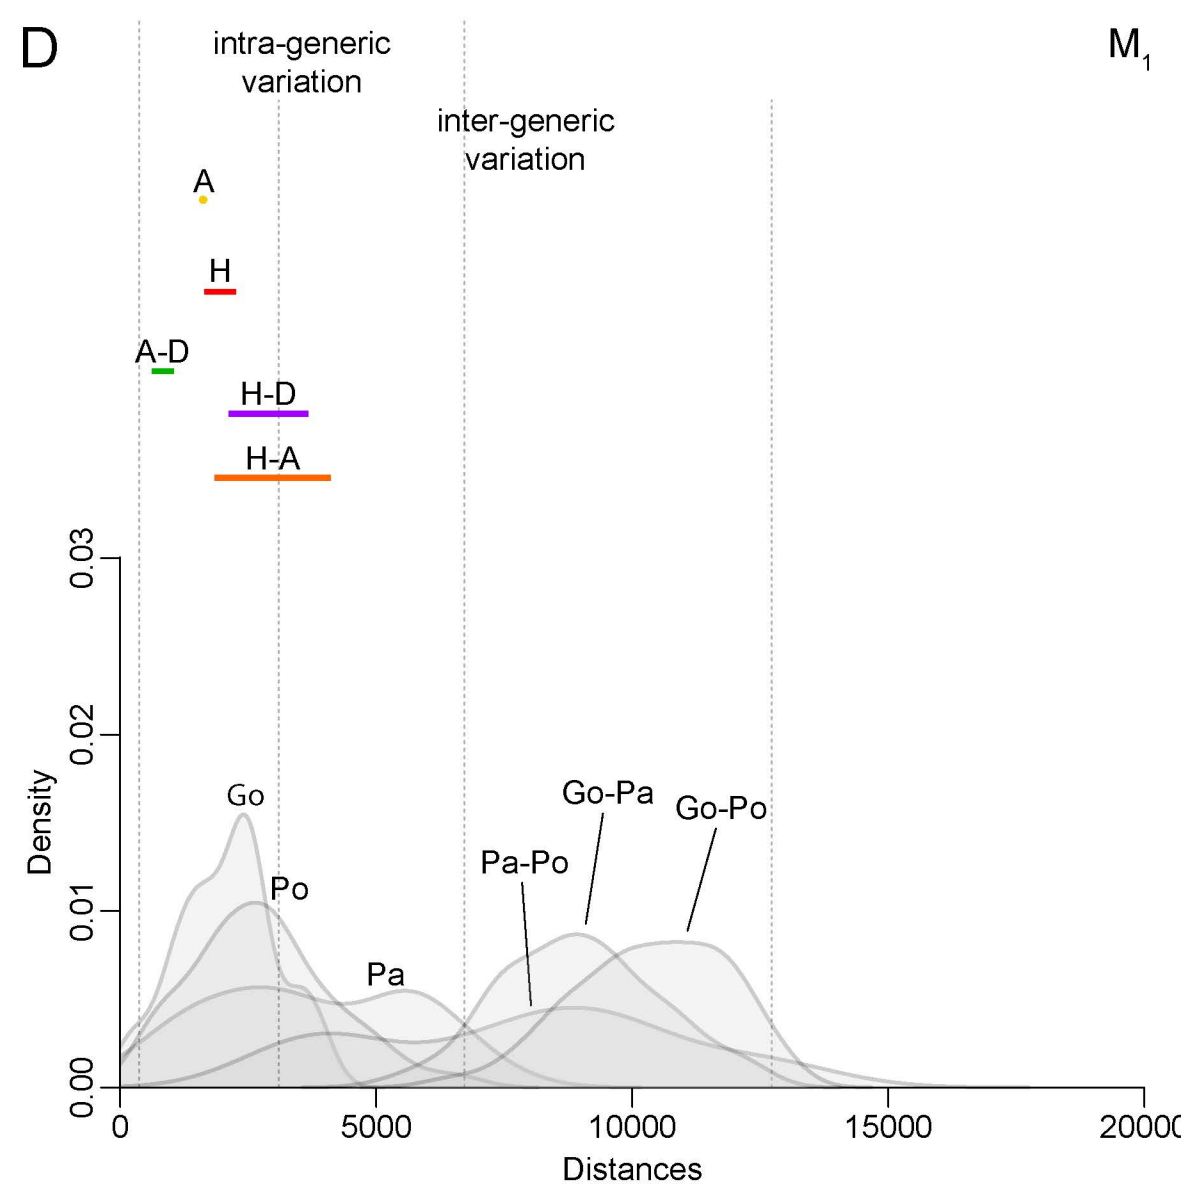 D
intra-generic
variation
M1
inter-generic
variation
A
H
A-D
H-D
H-A
0.03
0.02
0.01
0.00
Density
Go
Po
Pa
Pa-Po
Go-Pa
Go-Po
0
5000
10000
15000
20000
Distances